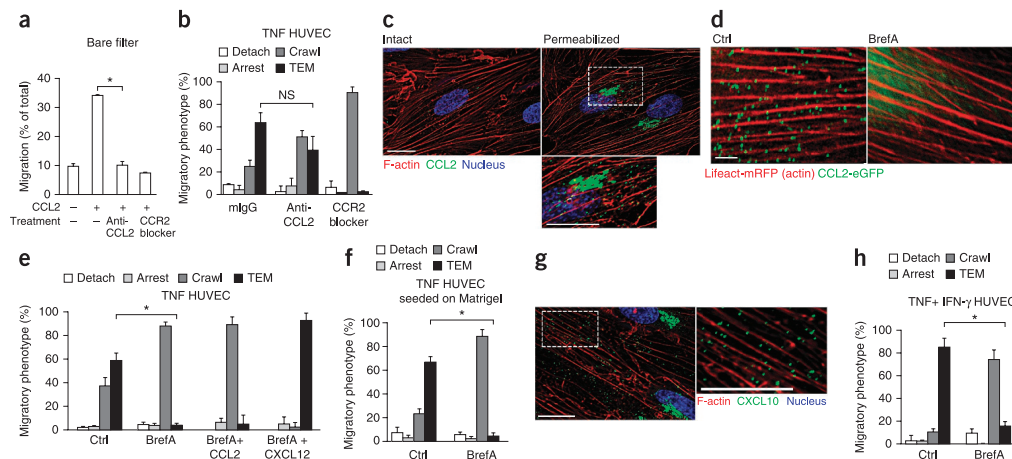 a
Bare filter
Migration (% of total)
40
30
20
10
0
*
CCL2 – + + +
Treatment – – Anti-CCL2 CCR2 blocker
b
TNF HUVEC
Detach Crawl
Arrest TEM
Migratory phenotype (%)
100
80
60
40
20
0
NS
mIgG Anti-CCL2 CCR2 blocker
c
Intact Permeabilized
F-actin CCL2 Nucleus
d
Ctrl BrefA
Lifeact-mRFP (actin) CCL2-eGFP
e
Detach Arrest Crawl TEM
TNF HUVEC
Migratory phenotype (%)
100
80
60
40
20
0
*
Ctrl BrefA BrefA+ CCL2 BrefA + CXCL12
f
Detach Crawl
Arrest TEM
TNF HUVEC
seeded on Matrigel
Migratory phenotype (%)
100
80
60
40
20
0
*
Ctrl BrefA
g
F-actin CXCL10 Nucleus
h
Detach Crawl
Arrest TEM
TNF+ IFN-γ HUVEC
Migratory phenotype (%)
100
80
60
40
20
0
*
Ctrl BrefA